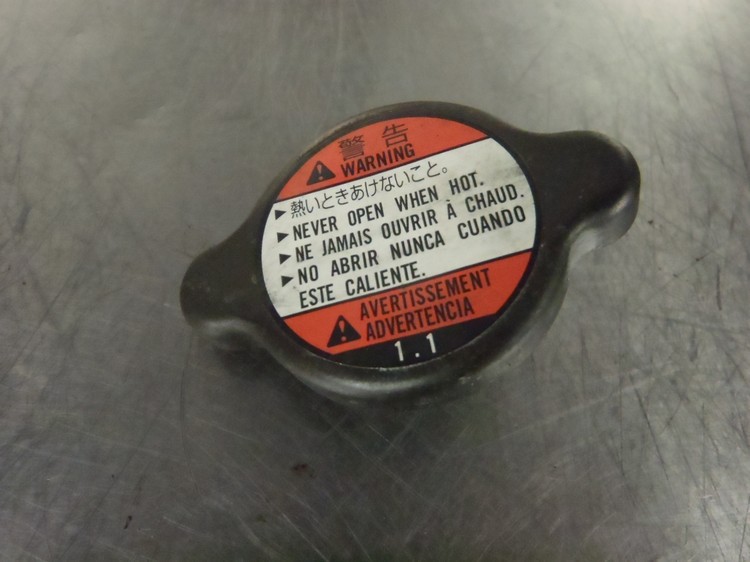 警告
WARNING
▶熱いときあけないこと。
▶NEVER OPEN WHEN HOT.
▶NE JAMAIS OUVRIR À CHAUD.
▶NO ABRIR NUNCA CUANDO
ESTE CALIENTE.
AVERTISSEMENT
ADVERTENCIA
1.1